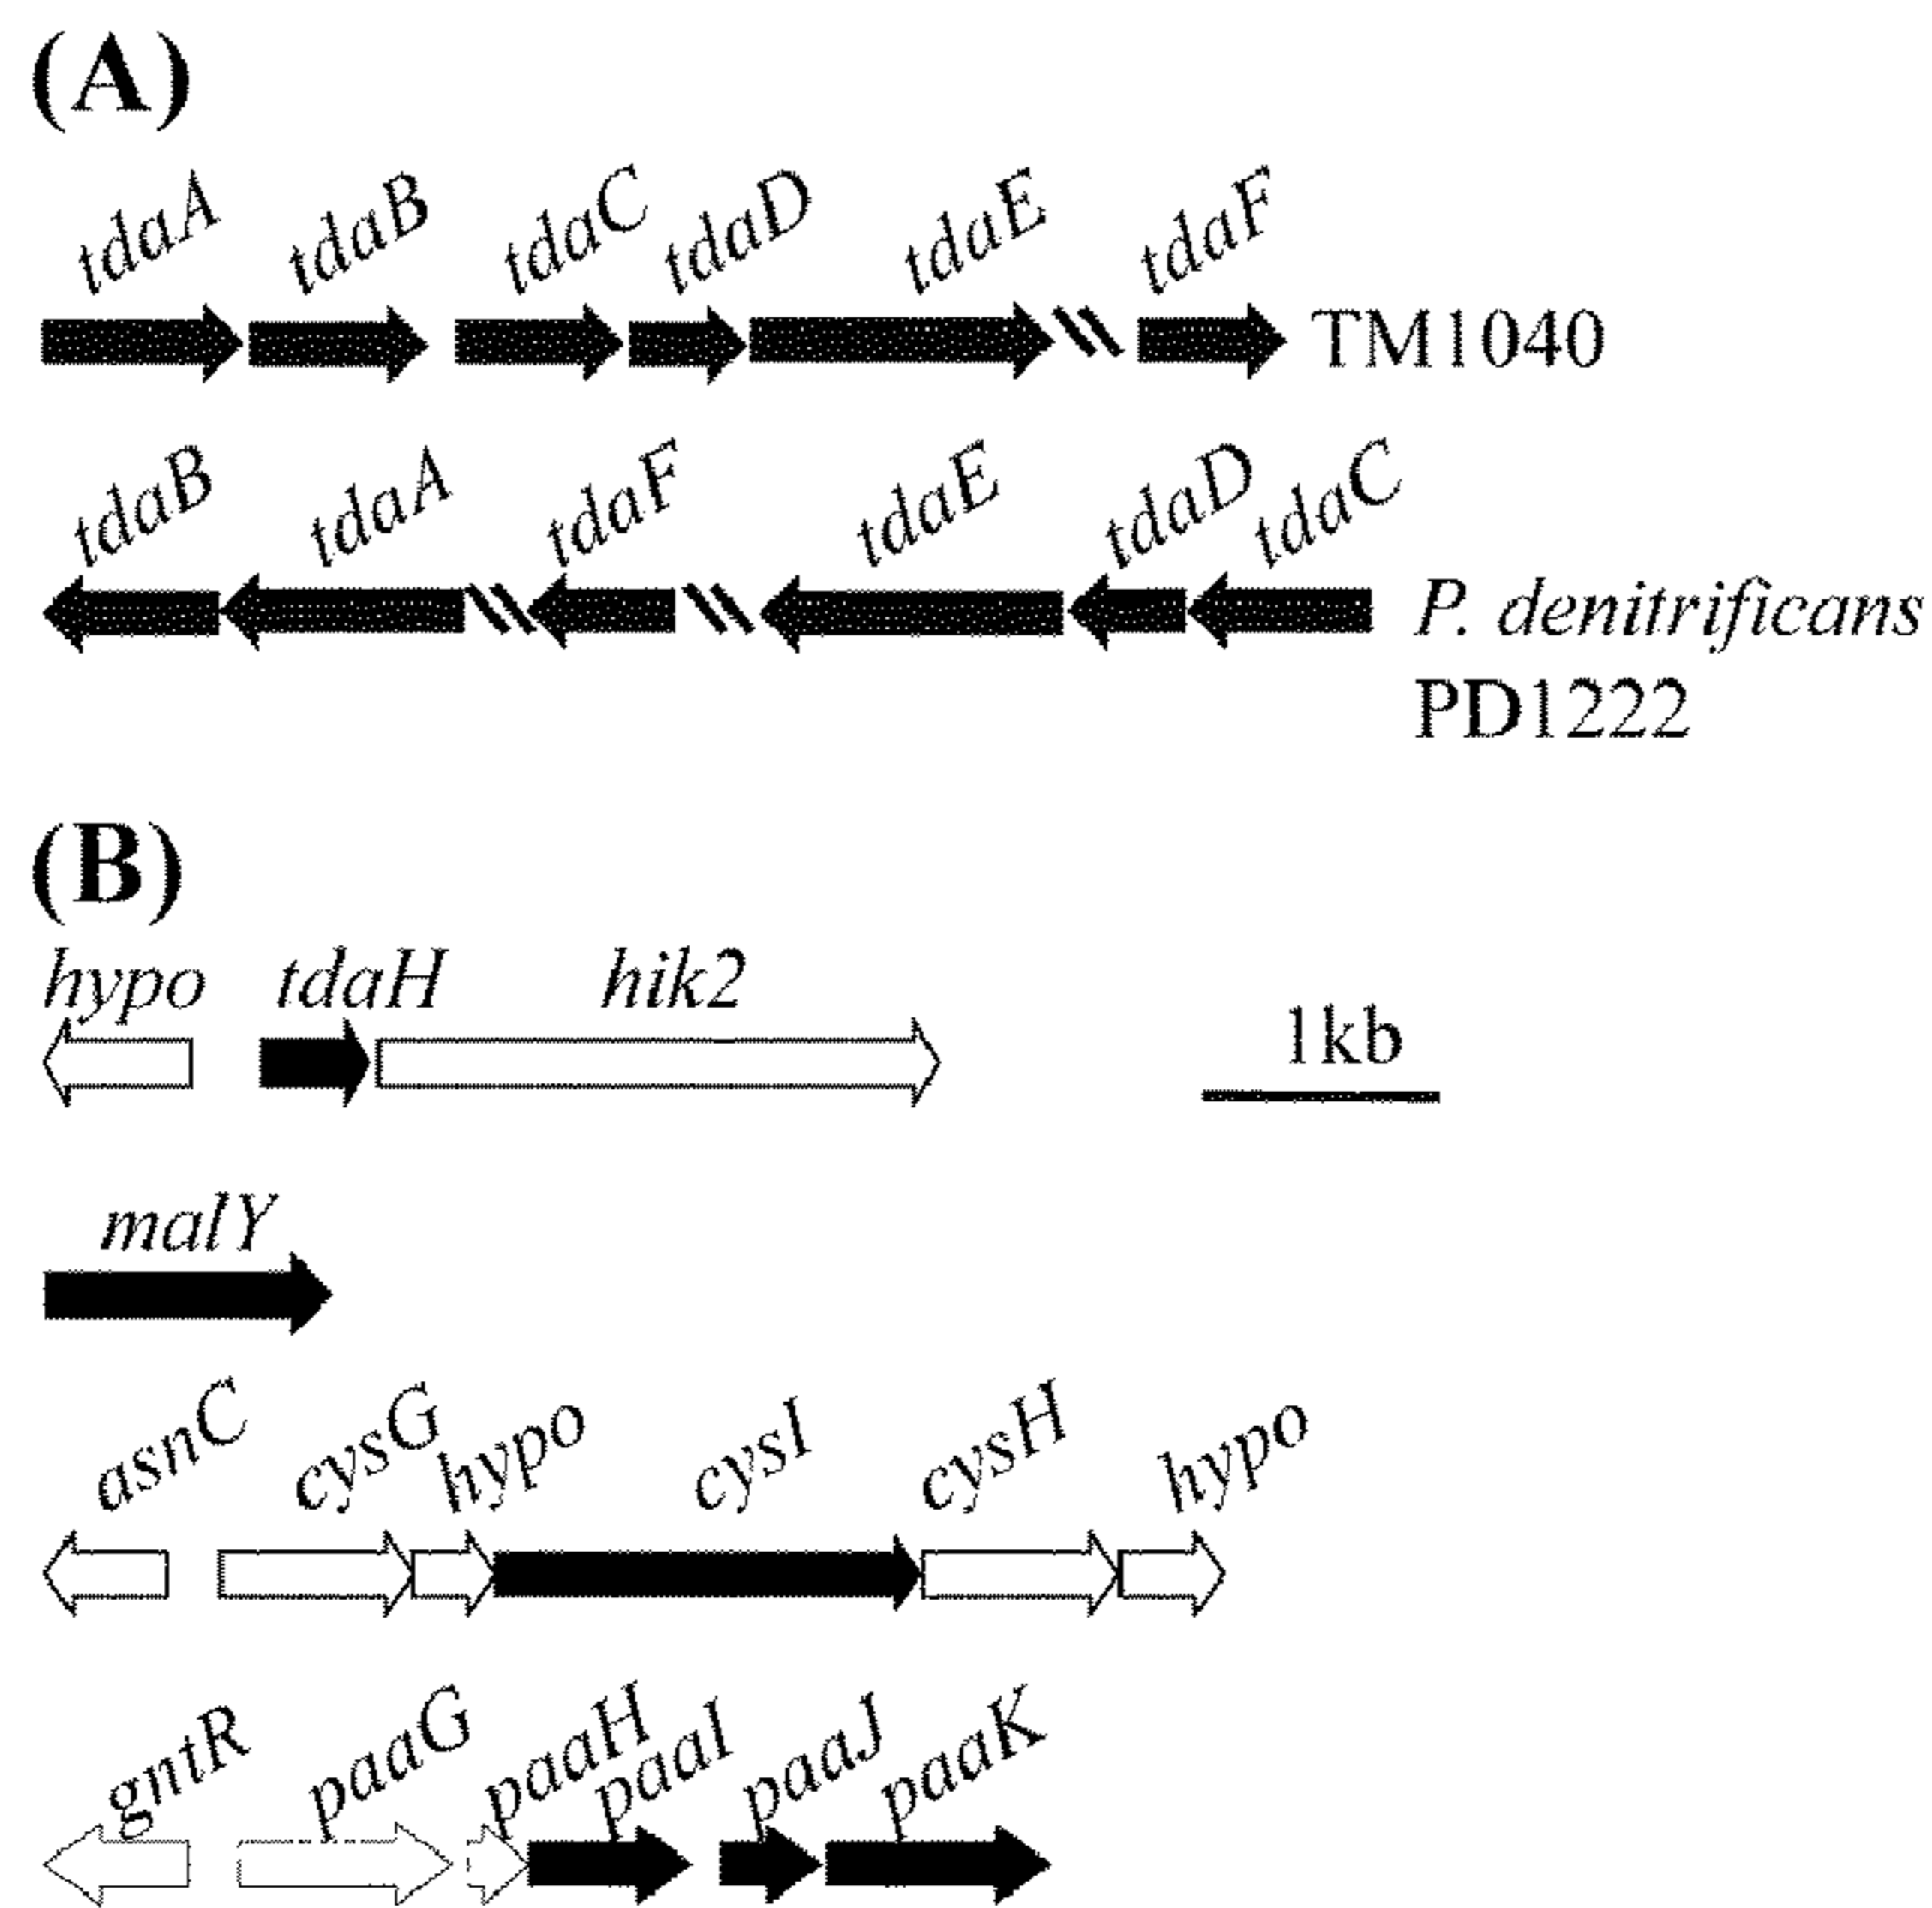 (A)
tdaA tdaB tdaC tdaD tdaE tdaF
TM1040
tdaB tdaA tdaF tdaE tdaD tdaC
P. denitrificans
PD1222
(B)
hypo tdaH hik2
1kb
malY
asnC cysG hypo cysI cysH hypo
gntR paaG paaH paaI paaJ paaK